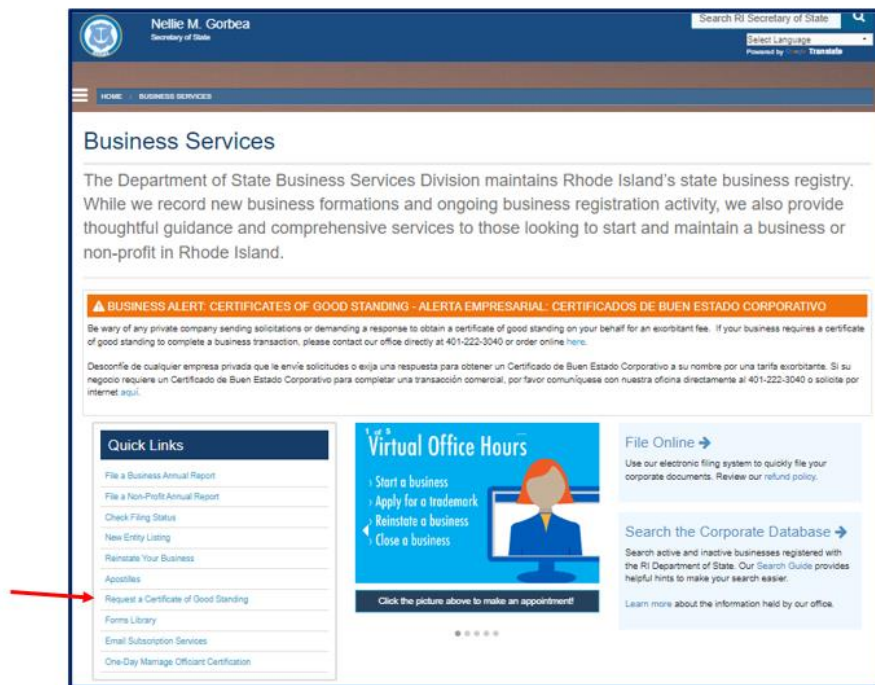 Nellie M. Gorbea
Secretary of State
Search RI Secretary of State
Select Language
Powered by Google Translate
HOME / BUSINESS SERVICES
Business Services
The Department of State Business Services Division maintains Rhode Island's state business registry.
While we record new business formations and ongoing business registration activity, we also provide
thoughtful guidance and comprehensive services to those looking to start and maintain a business or
non-profit in Rhode Island.
BUSINESS ALERT: CERTIFICATES OF GOOD STANDING - ALERTA EMPRESARIAL: CERTIFICADOS DE BUEN ESTADO CORPORATIVO
Be wary of any private company sending solicitations or demanding a response to obtain a certificate of good standing on your behalf for an exorbitant fee. If your business requires a certificate
of good standing to complete a business transaction, please contact our office directly at 401-222-3040 or order online here.
Desconfíe de cualquier empresa privada que le envíe solicitudes o exija una respuesta para obtener un Certificado de Buen Estado Corporativo a su nombre por una tarifa exorbitante. Si su
negocio requiere un Certificado de Buen Estado Corporativo para completar una transacción comercial, por favor comuníquese con nuestra oficina directamente al 401-222-3040 o solicite por
internet aquí.
Quick Links
File a Business Annual Report
File a Non-Profit Annual Report
Check Filing Status
New Entity Listing
Reinstate Your Business
Apostilles
Request a Certificate of Good Standing
Forms Library
Email Subscription Services
One-Day Marriage Officiant Certification
1 of 5
Virtual Office Hours
› Start a business
› Apply for a trademark
› Reinstate a business
› Close a business
Click the picture above to make an appointment!
File Online
Use our electronic filing system to quickly file your
corporate documents. Review our refund policy.
Search the Corporate Database
Search active and inactive businesses registered with
the RI Department of State. Our Search Guide provides
helpful hints to make your search easier.
Learn more about the information held by our office.